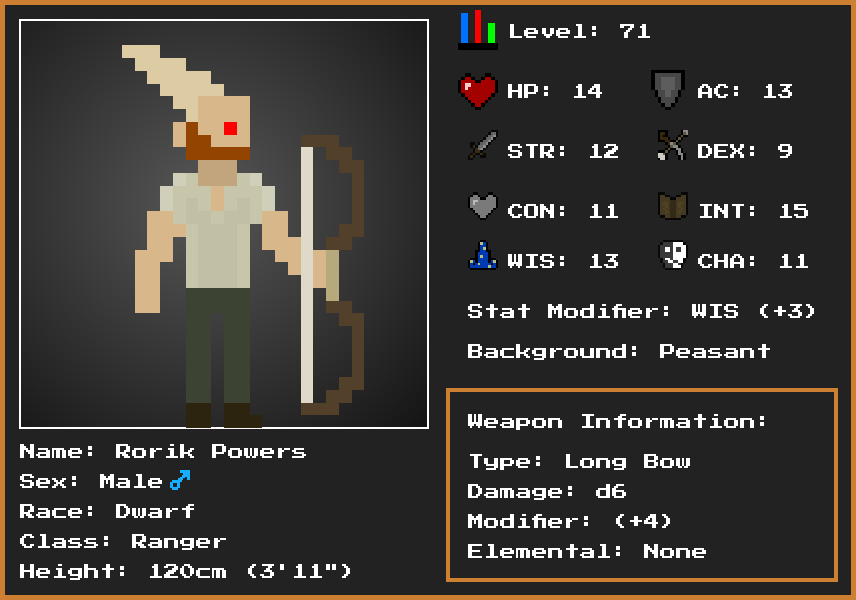 Level: 71
HP: 14
AC: 13
STR: 12
DEX: 9
CON: 11
INT: 15
WIS: 13
CHA: 11
Stat Modifier: WIS (+3)
Background: Peasant
Weapon Information:
Type: Long Bow
Damage: d6
Modifier: (+4)
Elemental: None
Name: Rorik Powers
Sex: Male♂
Race: Dwarf
Class: Ranger
Height: 120cm (3'11")